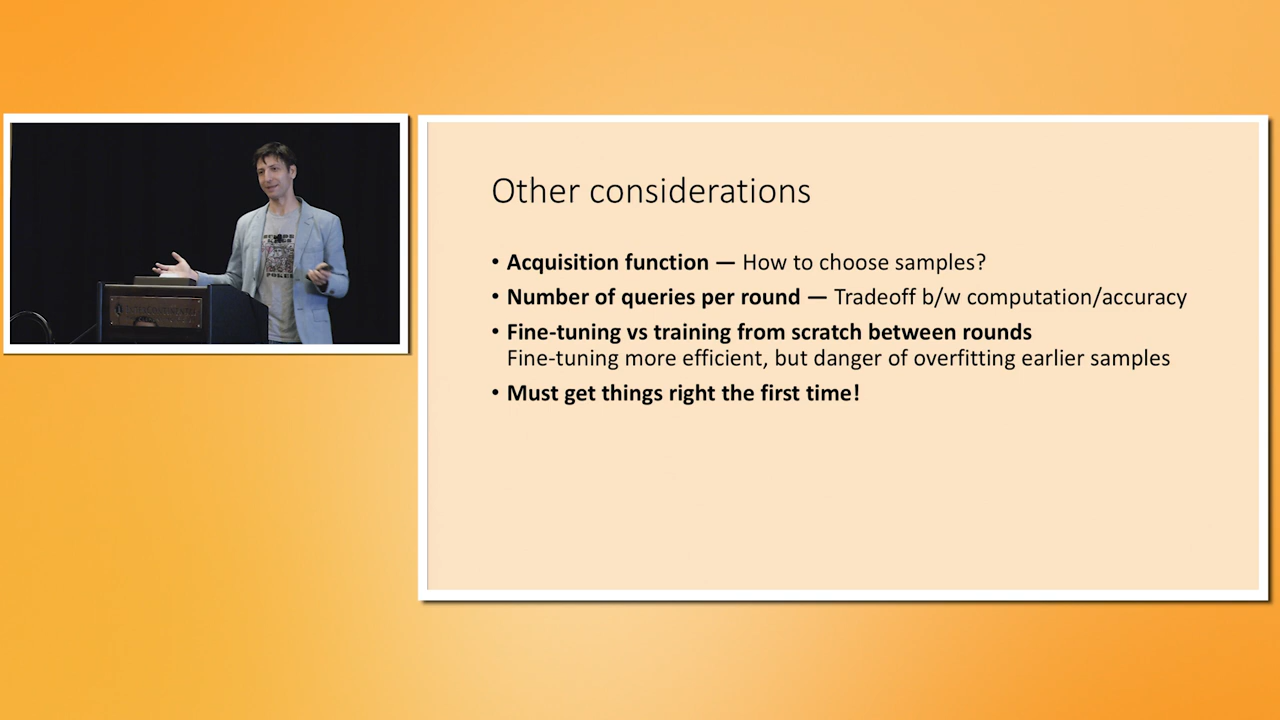 Other considerations
• Acquisition function — How to choose samples?
• Number of queries per round — Tradeoff b/w computation/accuracy
• Fine-tuning vs training from scratch between rounds
Fine-tuning more efficient, but danger of overfitting earlier samples
• Must get things right the first time!